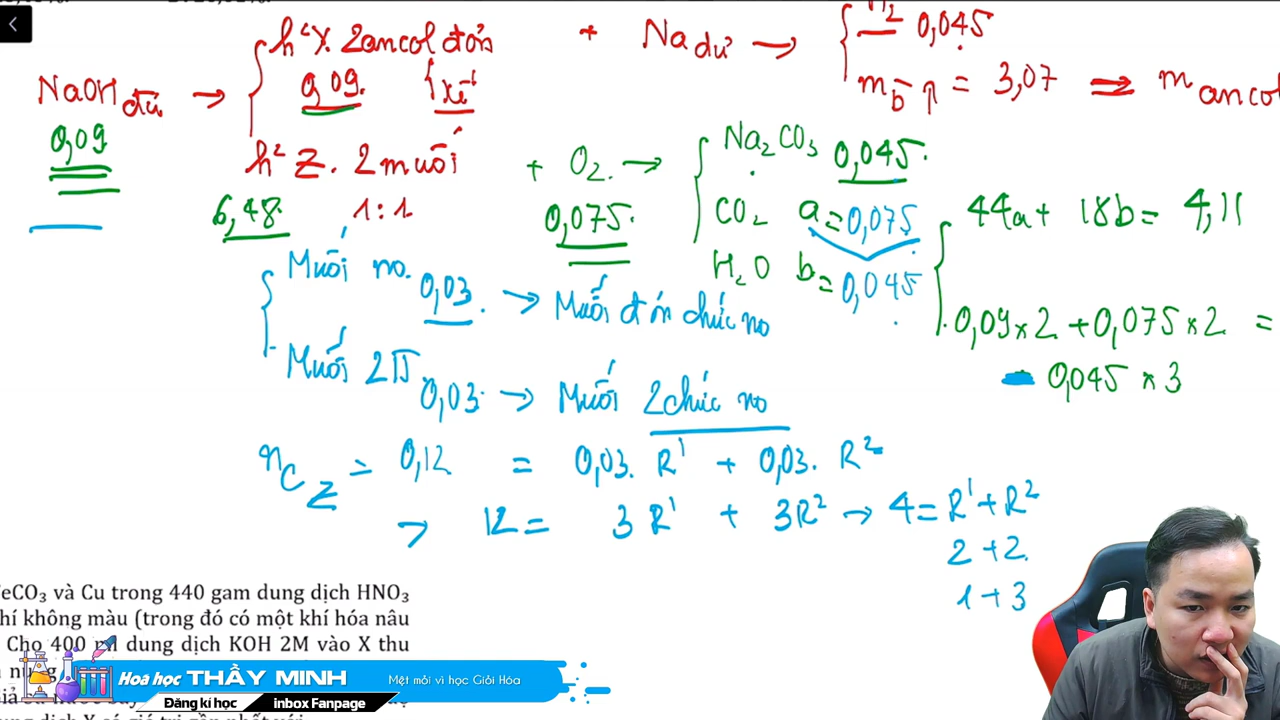 h² X. 2ancol đơn + Na dư → H₂ 0,045
NaOH đủ → 0,09. kế
m b ↑ = 3,07 ⇒ m ancol
0,09
h² Z. 2 muối + O₂ → Na₂CO₃ 0,045.
6,48. 1:1 0,075. CO₂ a = 0,075
44a + 18b = 4,11
H₂O b = 0,045
Muối no. 0,03. → Muối đơn chức no
0,09 x 2 + 0,075 x 2 =
0,045 x 3
Muối 2π 0,03. → Muối 2 chức no
n C Z = 0,12 = 0,03. R¹ + 0,03. R²
→ 12 = 3R¹ + 3R² → 4 = R¹ + R²
2 + 2.
1 + 3
FeCO₃ và Cu trong 440 gam dung dịch HNO₃
hí không màu (trong đó có một khí hóa nâu
Cho 400 ml dung dịch KOH 2M vào X thu
Hoá học THẦY MINH
Mệt mỏi vì học Giỏi Hóa
Đăng kí học inbox Fanpage